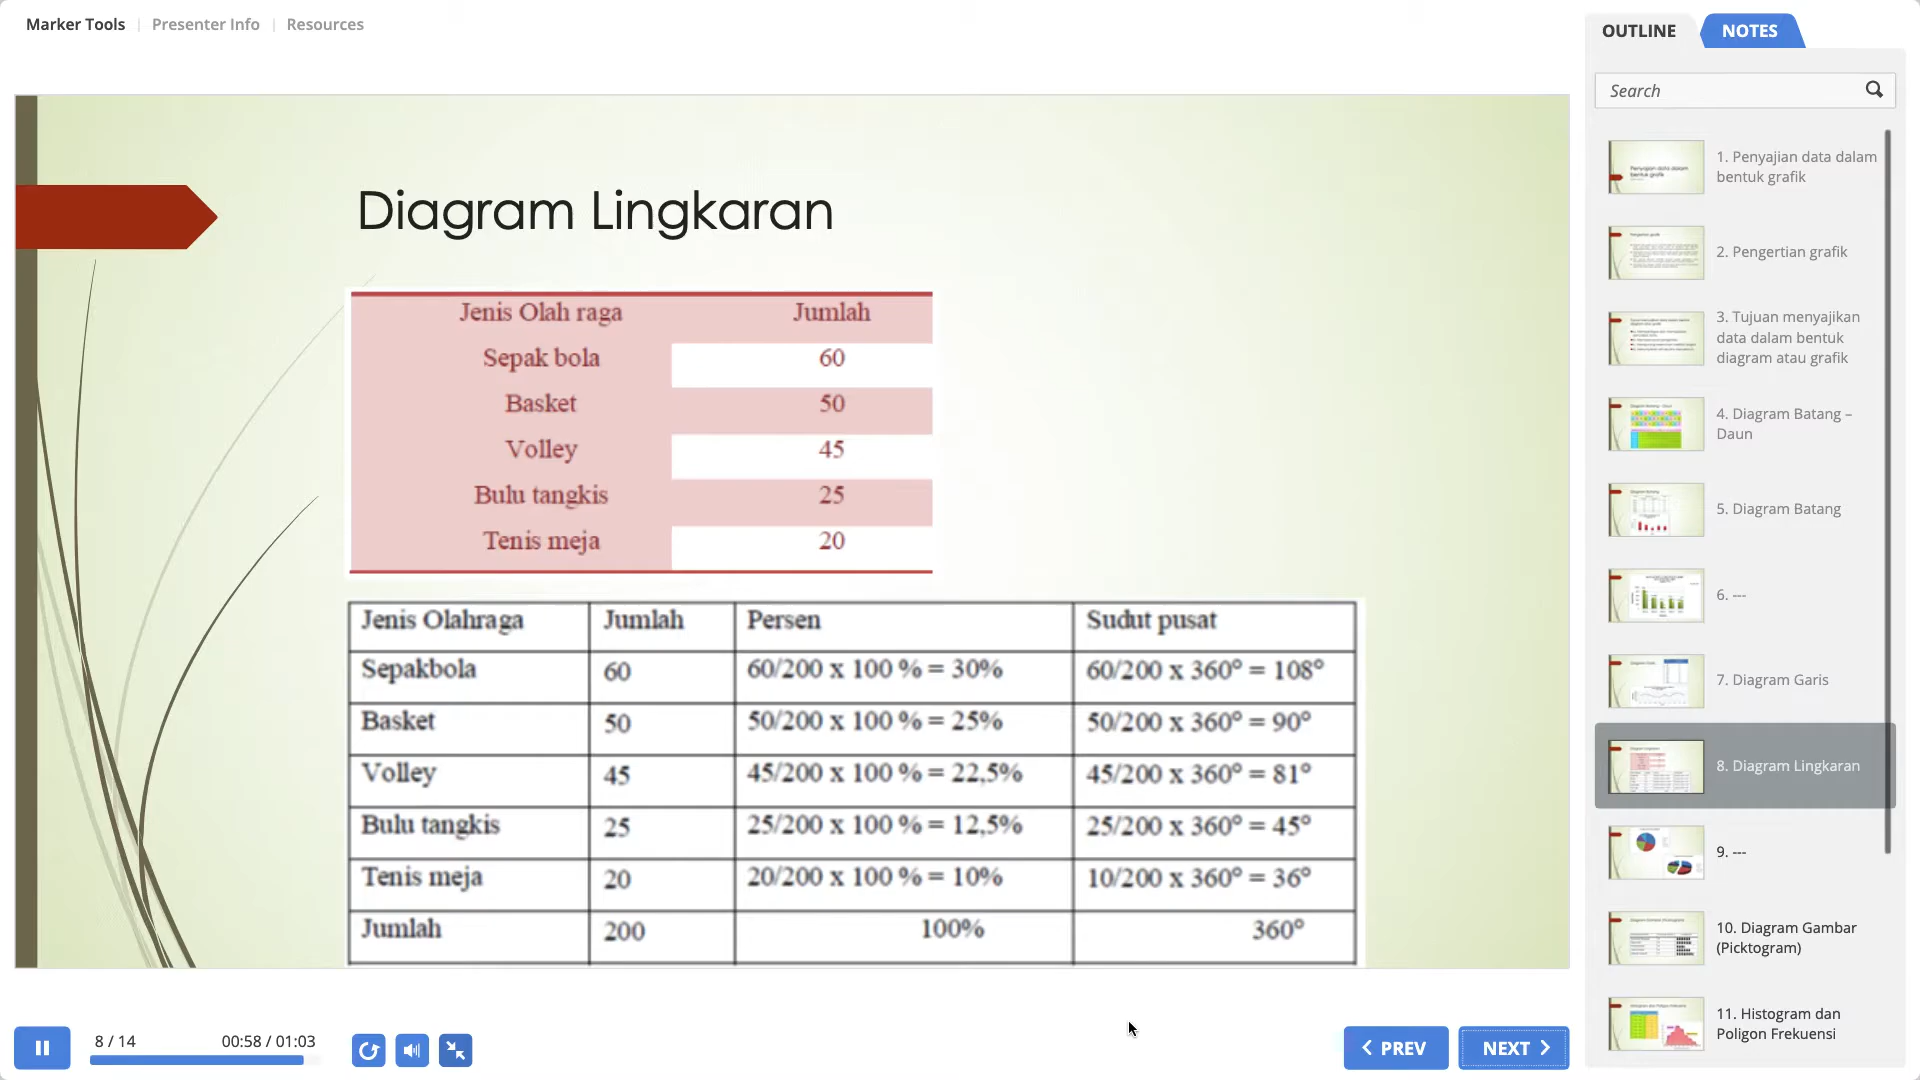 Marker Tools | Presenter Info | Resources
OUTLINE
NOTES
Search
Diagram Lingkaran
Jenis Olah raga Jumlah
Sepak bola 60
Basket 50
Volley 45
Bulu tangkis 25
Tenis meja 20
Jenis Olahraga Jumlah Persen Sudut pusat
Sepakbola 60 60/200 x 100 % = 30% 60/200 x 360° = 108°
Basket 50 50/200 x 100 % = 25% 50/200 x 360° = 90°
Volley 45 45/200 x 100 % = 22,5% 45/200 x 360° = 81°
Bulu tangkis 25 25/200 x 100 % = 12,5% 25/200 x 360° = 45°
Tenis meja 20 20/200 x 100 % = 10% 10/200 x 360° = 36°
Jumlah 200 100% 360°
1. Penyajian data dalam
bentuk grafik
2. Pengertian grafik
3. Tujuan menyajikan
data dalam bentuk
diagram atau grafik
4. Diagram Batang –
Daun
5. Diagram Batang
6. ---
7. Diagram Garis
8. Diagram Lingkaran
9. ---
10. Diagram Gambar
(Picktogram)
11. Histogram dan
Poligon Frekuensi
8 / 14 00:58 / 01:03
PREV
NEXT